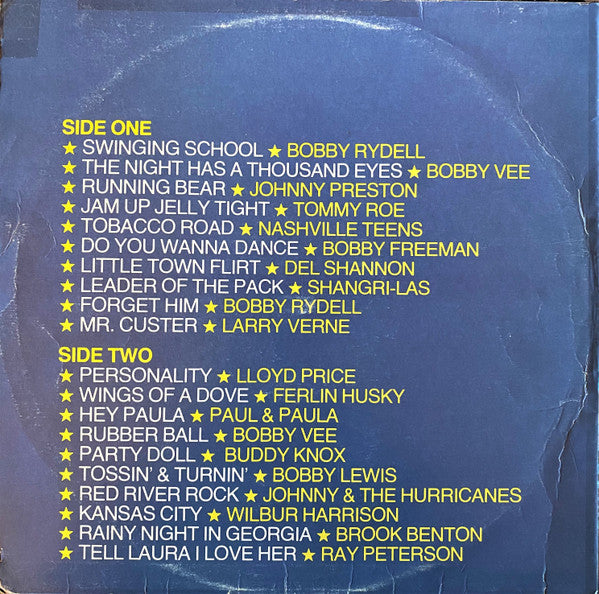 SIDE ONE
★ SWINGING SCHOOL ★ BOBBY RYDELL
★ THE NIGHT HAS A THOUSAND EYES ★ BOBBY VEE
★ RUNNING BEAR ★ JOHNNY PRESTON
★ JAM UP JELLY TIGHT ★ TOMMY ROE
★ TOBACCO ROAD ★ NASHVILLE TEENS
★ DO YOU WANNA DANCE ★ BOBBY FREEMAN
★ LITTLE TOWN FLIRT ★ DEL SHANNON
★ LEADER OF THE PACK ★ SHANGRI-LAS
★ FORGET HIM ★ BOBBY RYDELL
★ MR. CUSTER ★ LARRY VERNE
SIDE TWO
★ PERSONALITY ★ LLOYD PRICE
★ WINGS OF A DOVE ★ FERLIN HUSKY
★ HEY PAULA ★ PAUL & PAULA
★ RUBBER BALL ★ BOBBY VEE
★ PARTY DOLL ★ BUDDY KNOX
★ TOSSIN' & TURNIN' ★ BOBBY LEWIS
★ RED RIVER ROCK ★ JOHNNY & THE HURRICANES
★ KANSAS CITY ★ WILBUR HARRISON
★ RAINY NIGHT IN GEORGIA ★ BROOK BENTON
★ TELL LAURA I LOVE HER ★ RAY PETERSON